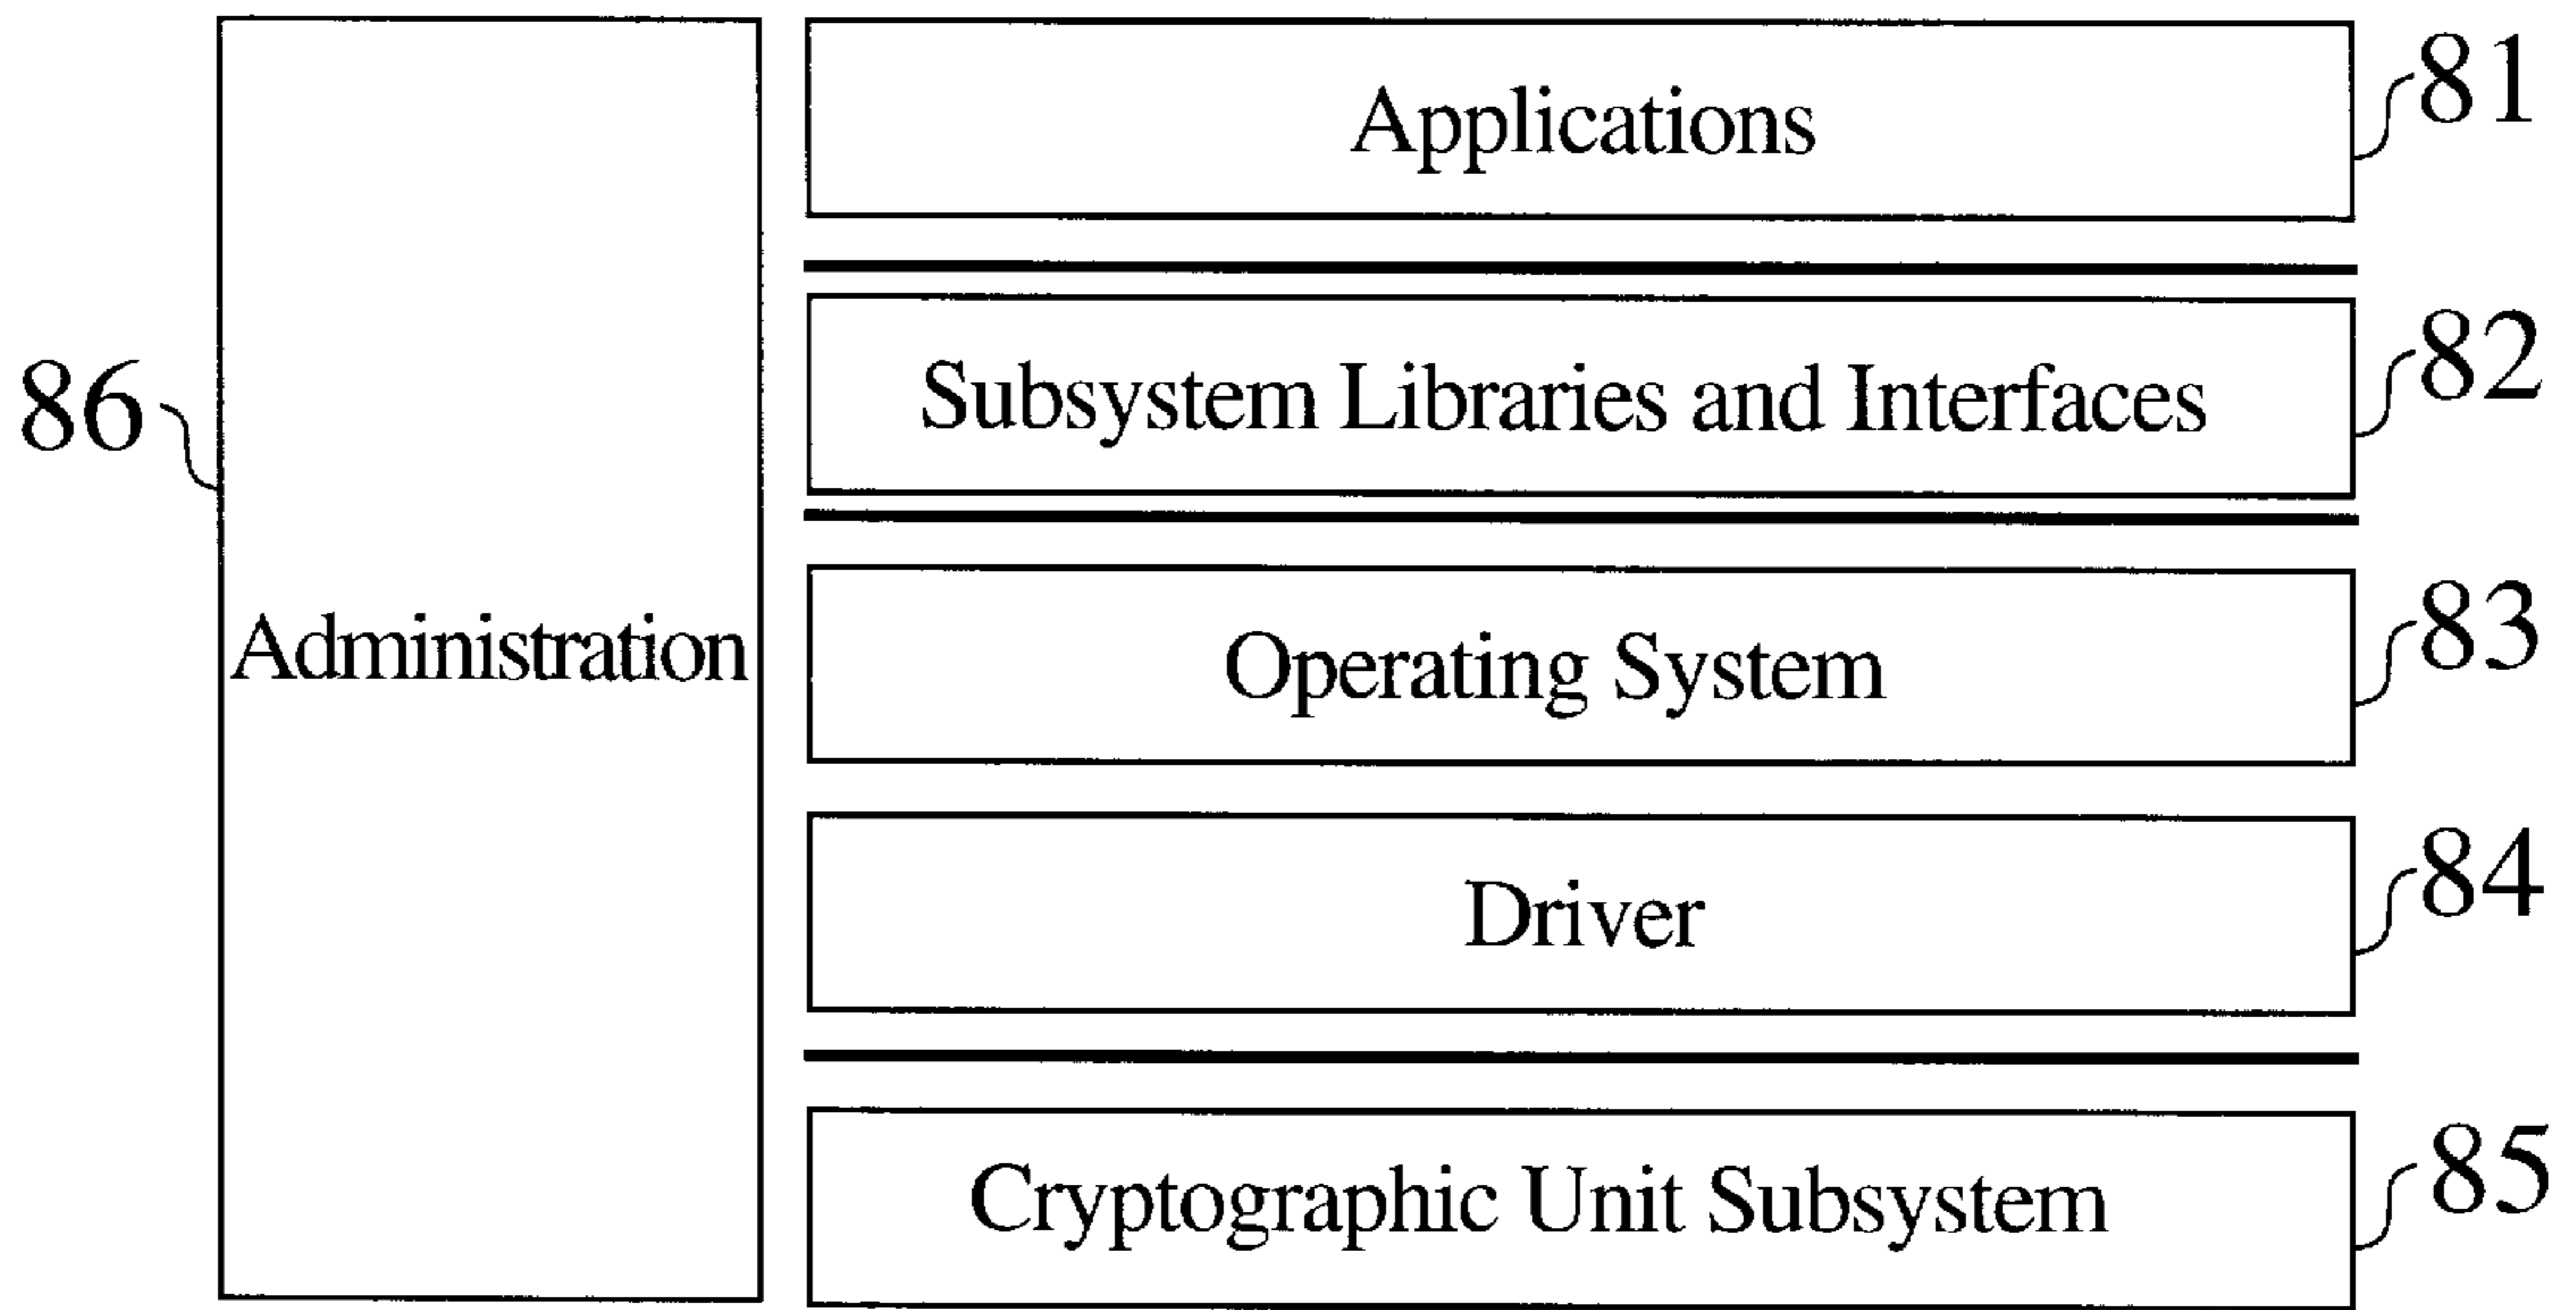 Applications
81
Subsystem Libraries and Interfaces
82
86
Administration
Operating System
83
Driver
84
Cryptographic Unit Subsystem
85